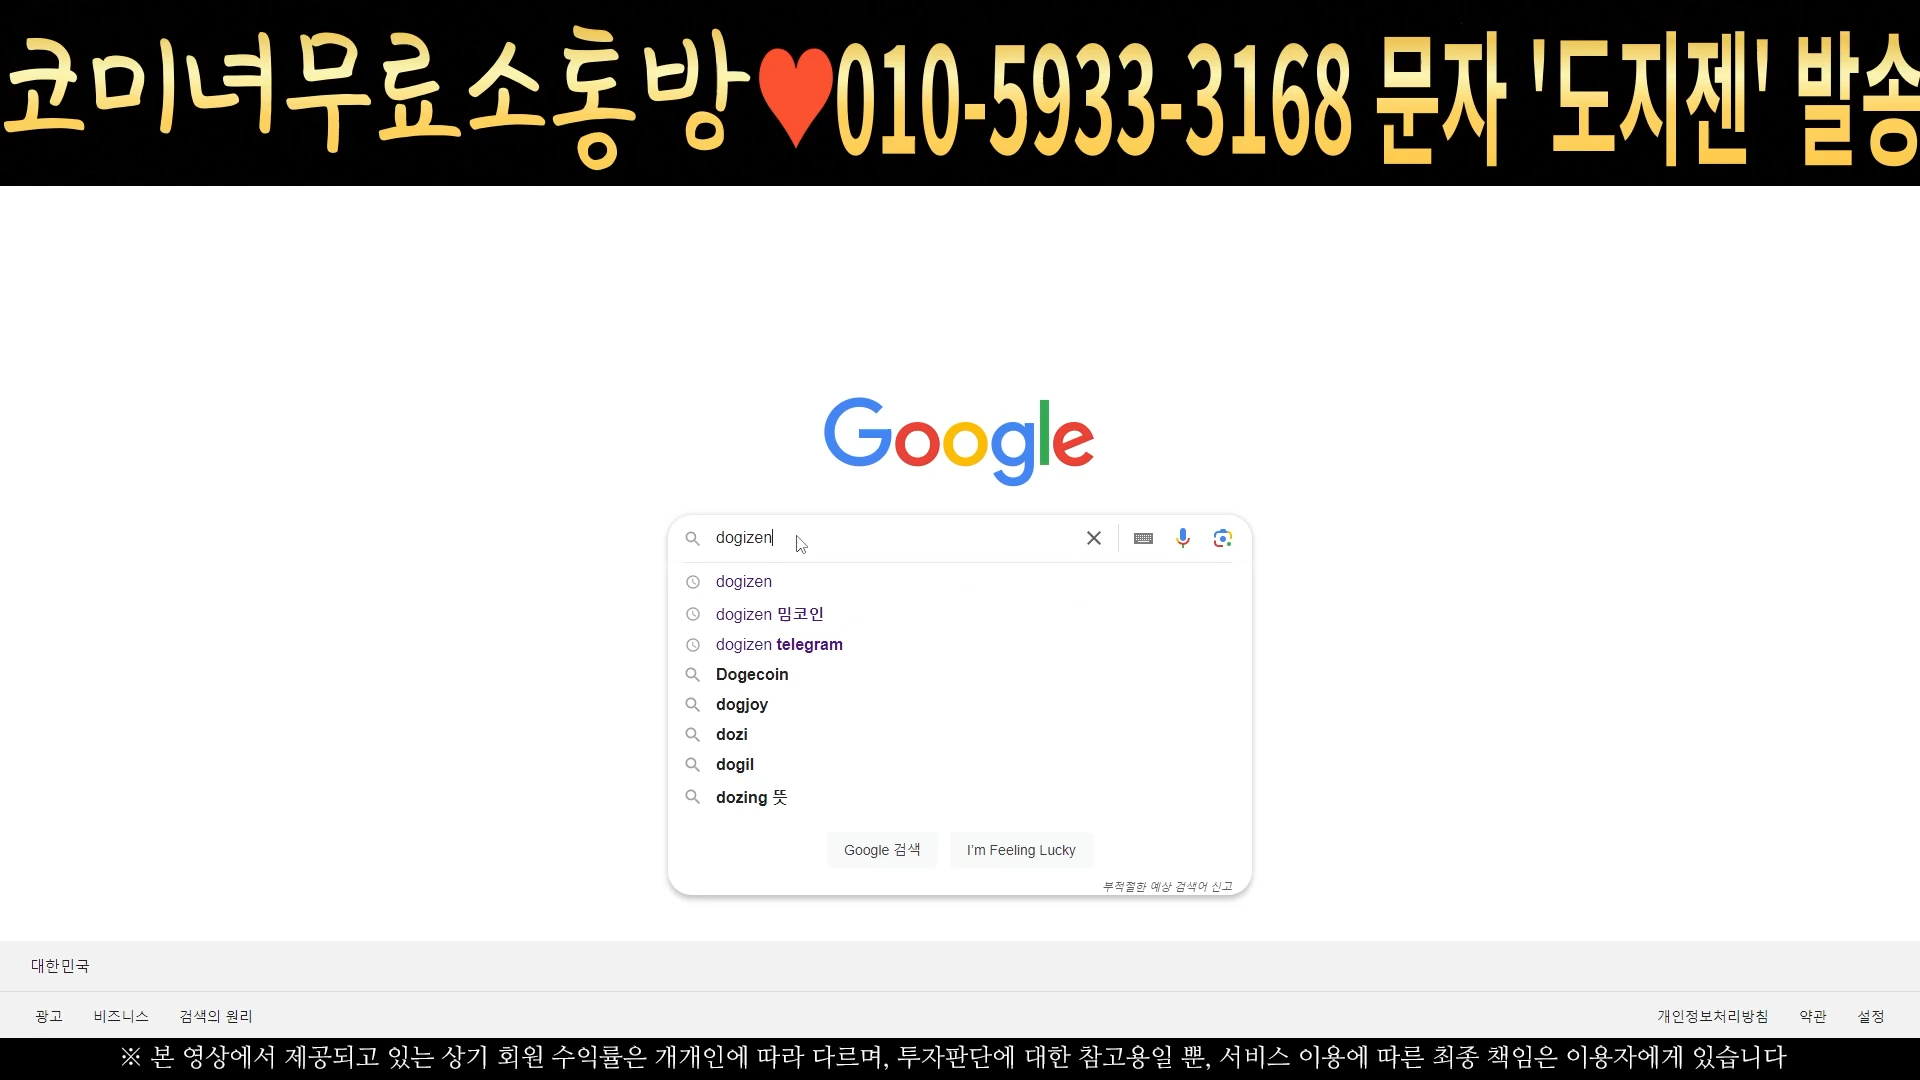 코미녀무료소통방♥010-5933-3168 문자 '도지젠' 발송
Google
dogizen
dogizen
dogizen 밈코인
dogizen telegram
Dogecoin
dogjoy
dozi
dogil
dozing 뜻
Google 검색 I'm Feeling Lucky
부적절한 예상 검색어 신고
대한민국
광고 비즈니스 검색의 원리 개인정보처리방침 약관 설정
※ 본 영상에서 제공되고 있는 상기 회원 수익률은 개개인에 따라 다르며, 투자판단에 대한 참고용일 뿐, 서비스 이용에 따른 최종 책임은 이용자에게 있습니다